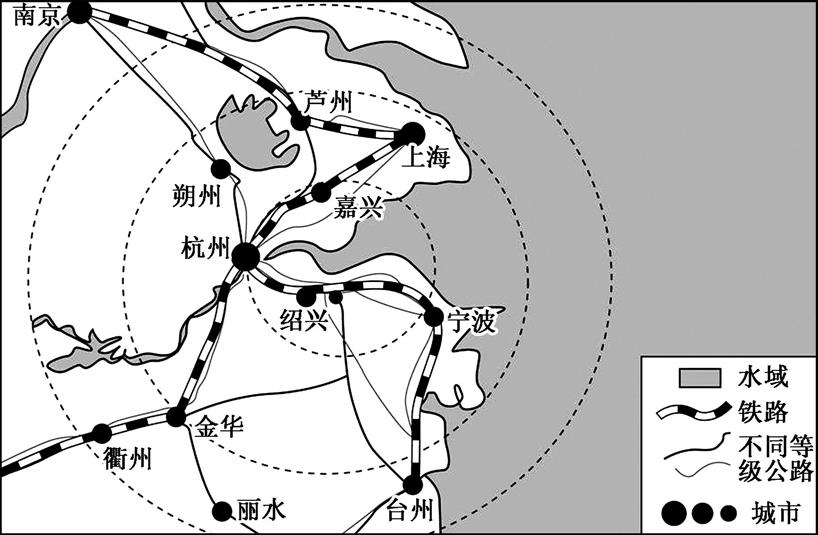 南京
芦州
上海
朔州
嘉兴
杭州
绍兴
宁波
金华
衢州
丽水
台州
水域
铁路
不同等
级公路
城市